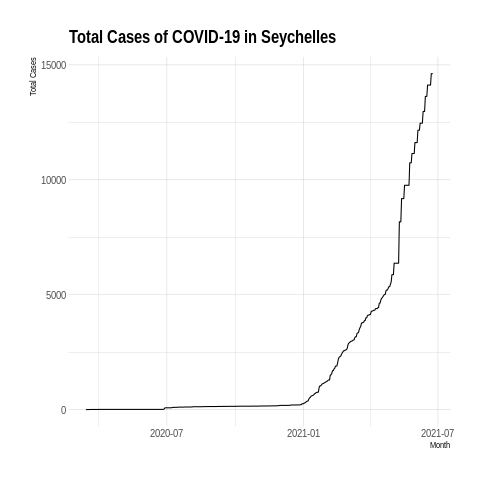 Total Cases of COVID-19 in Seychelles
Total Cases
15000
10000
5000
0
2020-07
2021-01
2021-07
Month